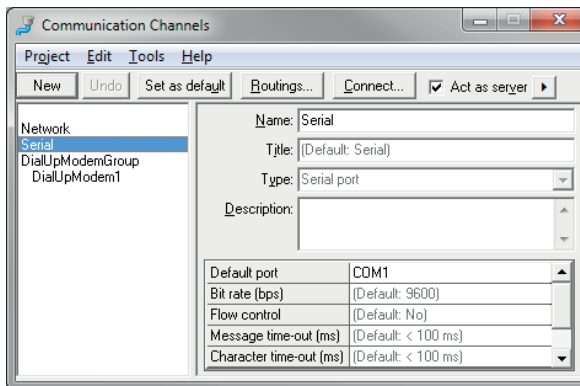 Communication Channels
Project Edit Tools Help
New Undo Set as default Routings... Connect... Act as server
Network
Serial
DialUpModemGroup
DialUpModem1
Name: Serial
Title: (Default: Serial)
Type: Serial port
Description:
Default port COM1
Bit rate (bps) (Default: 9600)
Flow control (Default: No)
Message time-out (ms) (Default: < 100 ms)
Character time-out (ms) (Default: < 100 ms)